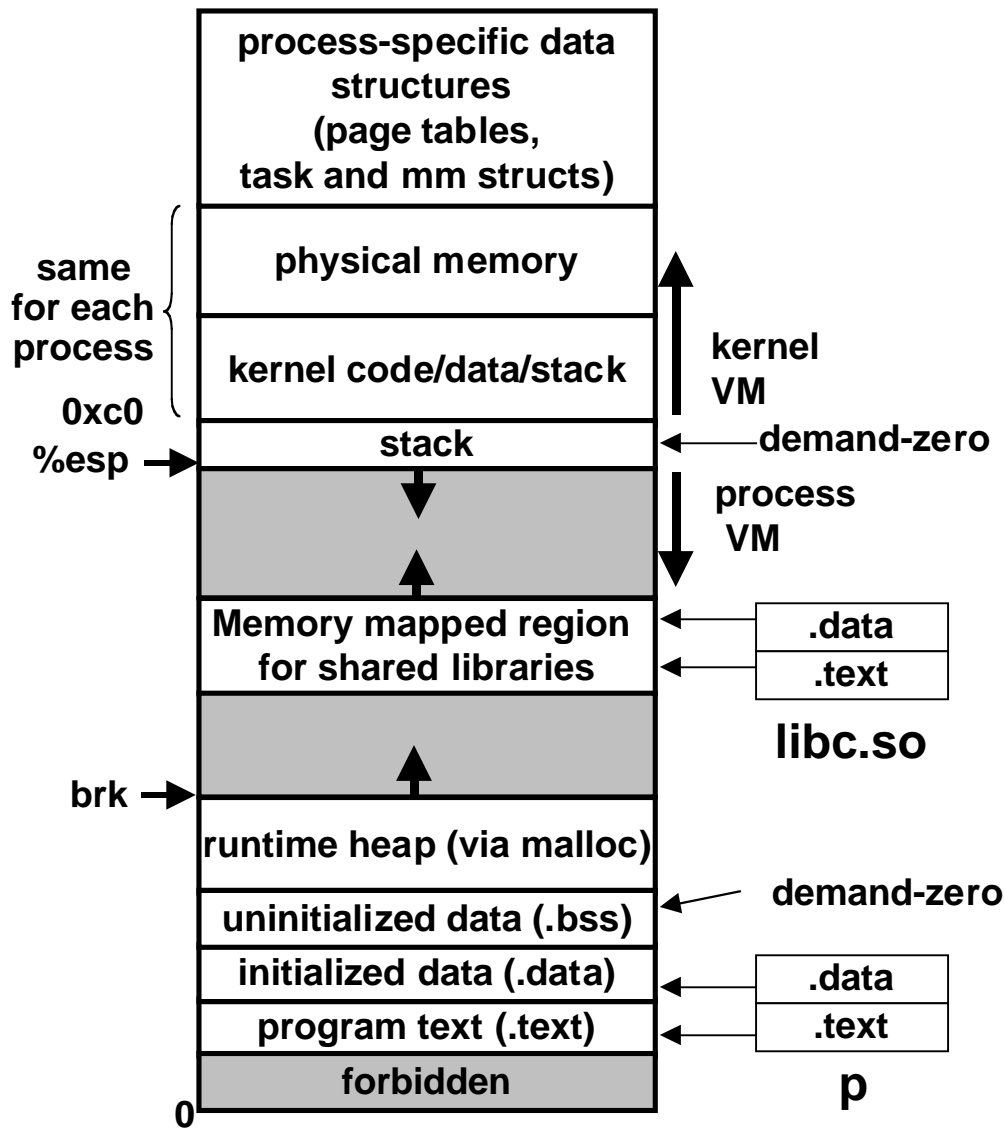 process-specific data
structures
(page tables,
task and mm structs)
physical memory
same
for each
process
kernel code/data/stack
kernel
VM
0xc0
stack
demand-zero
%esp
process
VM
Memory mapped region
for shared libraries
.data
.text
libc.so
brk
runtime heap (via malloc)
uninitialized data (.bss)
demand-zero
initialized data (.data)
program text (.text)
.data
.text
p
forbidden
0